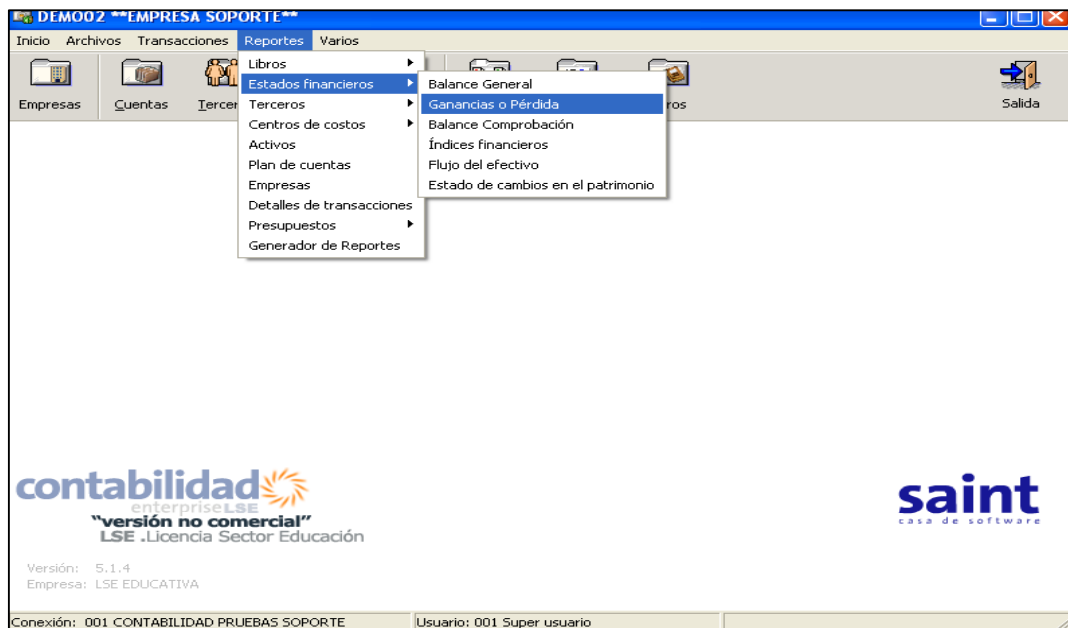 DEMO02 **EMPRESA SOPORTE**
Inicio Archivos Transacciones Reportes Varios
Empresas Cuentas Salida
Libros
Estados financieros
Terceros
Centros de costos
Activos
Plan de cuentas
Empresas
Detalles de transacciones
Presupuestos
Generador de Reportes
Balance General
Ganancias o Pérdida
Balance Comprobación
Índices financieros
Flujo del efectivo
Estado de cambios en el patrimonio
contabilidad
enterprise LSE
"versión no comercial"
LSE .Licencia Sector Educación
saint
casa de software
Versión: 5.1.4
Empresa: LSE EDUCATIVA
Conexión: 001 CONTABILIDAD PRUEBAS SOPORTE Usuario: 001 Super usuario